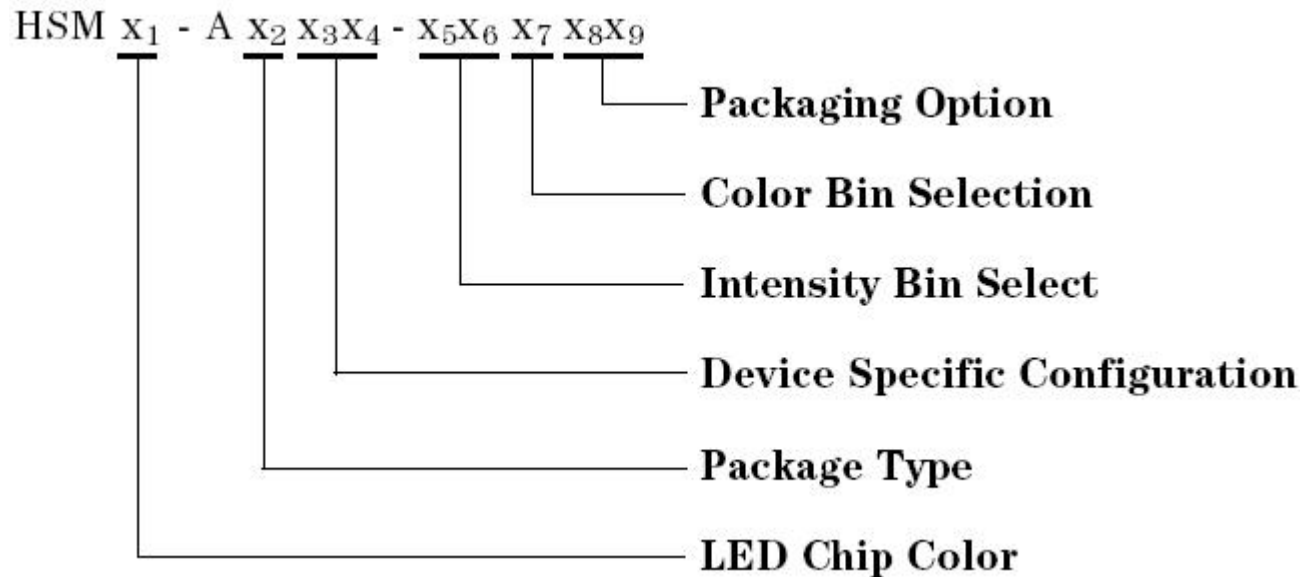 HSM x₁ - A x₂ x₃x₄ - x₅x₆ x₇ x₈x₉
Packaging Option
Color Bin Selection
Intensity Bin Select
Device Specific Configuration
Package Type
LED Chip Color